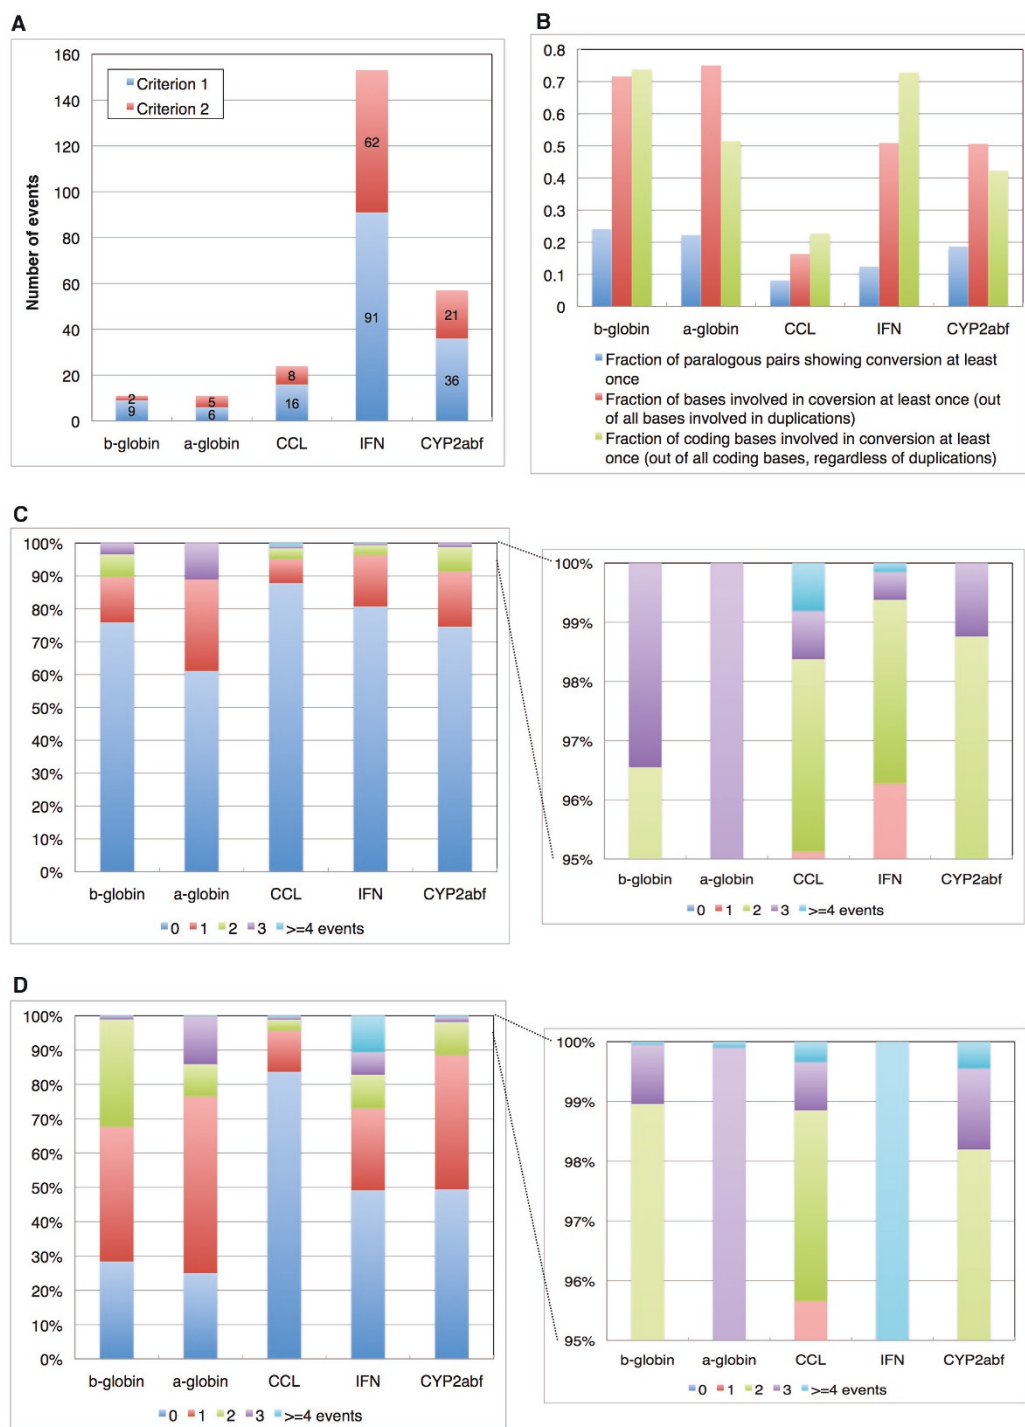 A
160
140
120
100
80
60
40
20
0
Number of events
Criterion 1
Criterion 2
2
9
5
6
8
16
62
91
21
36
b-globin a-globin CCL IFN CYP2abf
B
0.8
0.7
0.6
0.5
0.4
0.3
0.2
0.1
0
b-globin a-globin CCL IFN CYP2abf
Fraction of paralogous pairs showing conversion at least
once
Fraction of bases involved in coversion at least once (out
of all bases involved in duplications)
Fraction of coding bases involved in conversion at least
once (out of all coding bases, regardless of duplications)
C
100%
90%
80%
70%
60%
50%
40%
30%
20%
10%
0%
b-globin a-globin CCL IFN CYP2abf
0 1 2 3 >=4 events
100%
99%
98%
97%
96%
95%
b-globin a-globin CCL IFN CYP2abf
0 1 2 3 >=4 events
D
100%
90%
80%
70%
60%
50%
40%
30%
20%
10%
0%
b-globin a-globin CCL IFN CYP2abf
0 1 2 3 >=4 events
100%
99%
98%
97%
96%
95%
b-globin a-globin CCL IFN CYP2abf
0 1 2 3 >=4 events